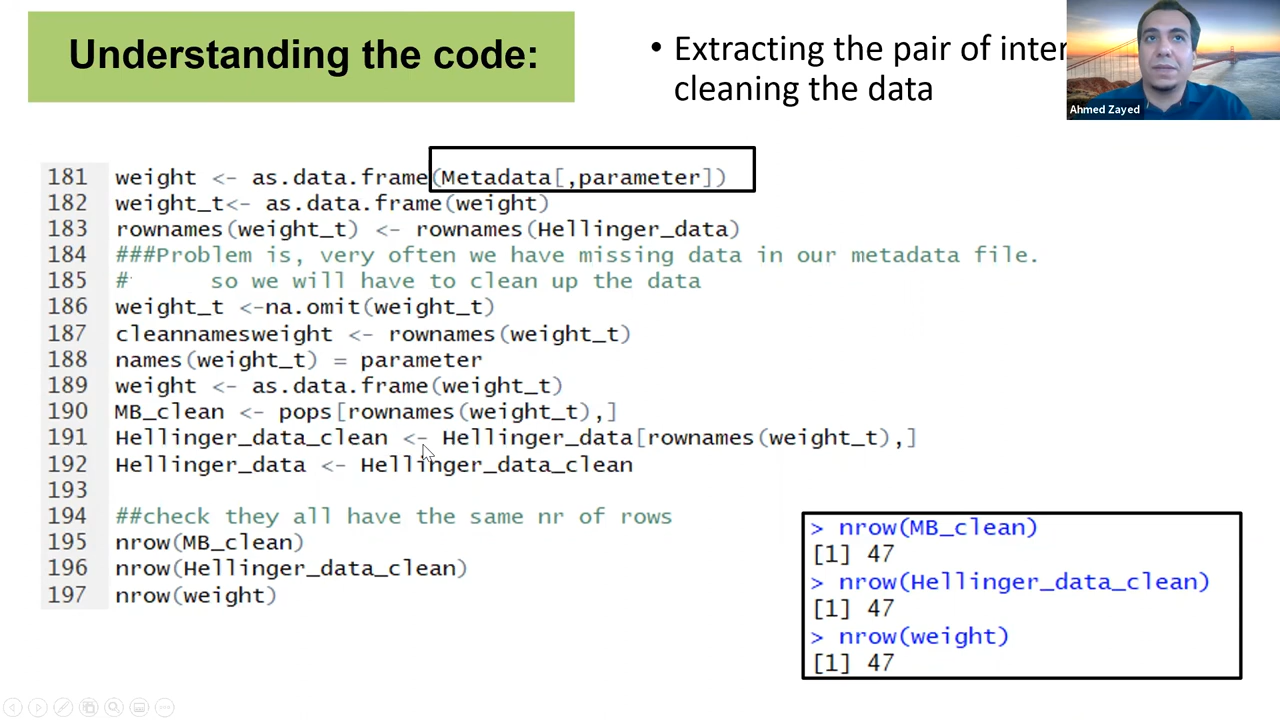 Understanding the code:
• Extracting the pair of
cleaning the data
Ahmed Zayed
181 weight <- as.data.frame(Metadata[,parameter])
182 weight_t<- as.data.frame(weight)
183 rownames(weight_t) <- rownames(Hellinger_data)
184 ###Problem is, very often we have missing data in our metadata file.
185 # so we will have to clean up the data
186 weight_t <-na.omit(weight_t)
187 cleannamesweight <- rownames(weight_t)
188 names(weight_t) = parameter
189 weight <- as.data.frame(weight_t)
190 MB_clean <- pops[rownames(weight_t),]
191 Hellinger_data_clean <- Hellinger_data[rownames(weight_t),]
192 Hellinger_data <- Hellinger_data_clean
193
194 ##check they all have the same nr of rows
195 nrow(MB_clean)
196 nrow(Hellinger_data_clean)
197 nrow(weight)
> nrow(MB_clean)
[1] 47
> nrow(Hellinger_data_clean)
[1] 47
> nrow(weight)
[1] 47